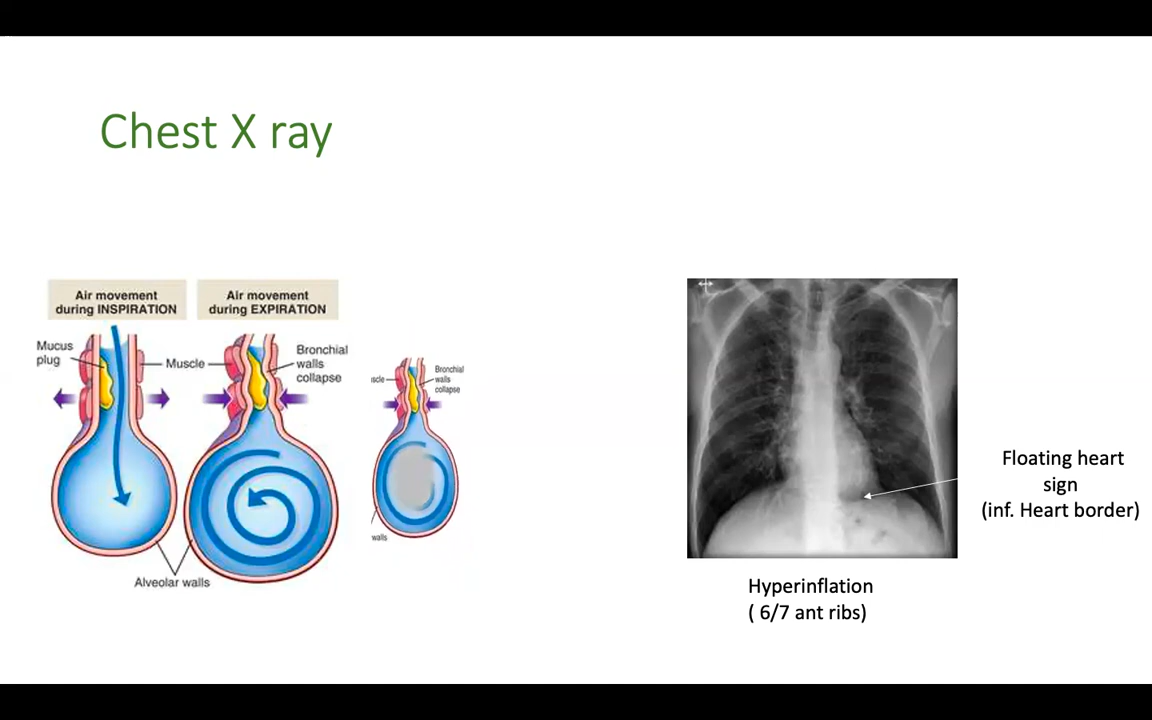 Chest X ray
Air movement
during INSPIRATION
Air movement
during EXPIRATION
Mucus
plug
Muscle
Bronchial
walls
collapse
Alveolar walls
scle
Bronchial
walls
collapse
walls
Floating heart
sign
(inf. Heart border)
Hyperinflation
( 6/7 ant ribs)